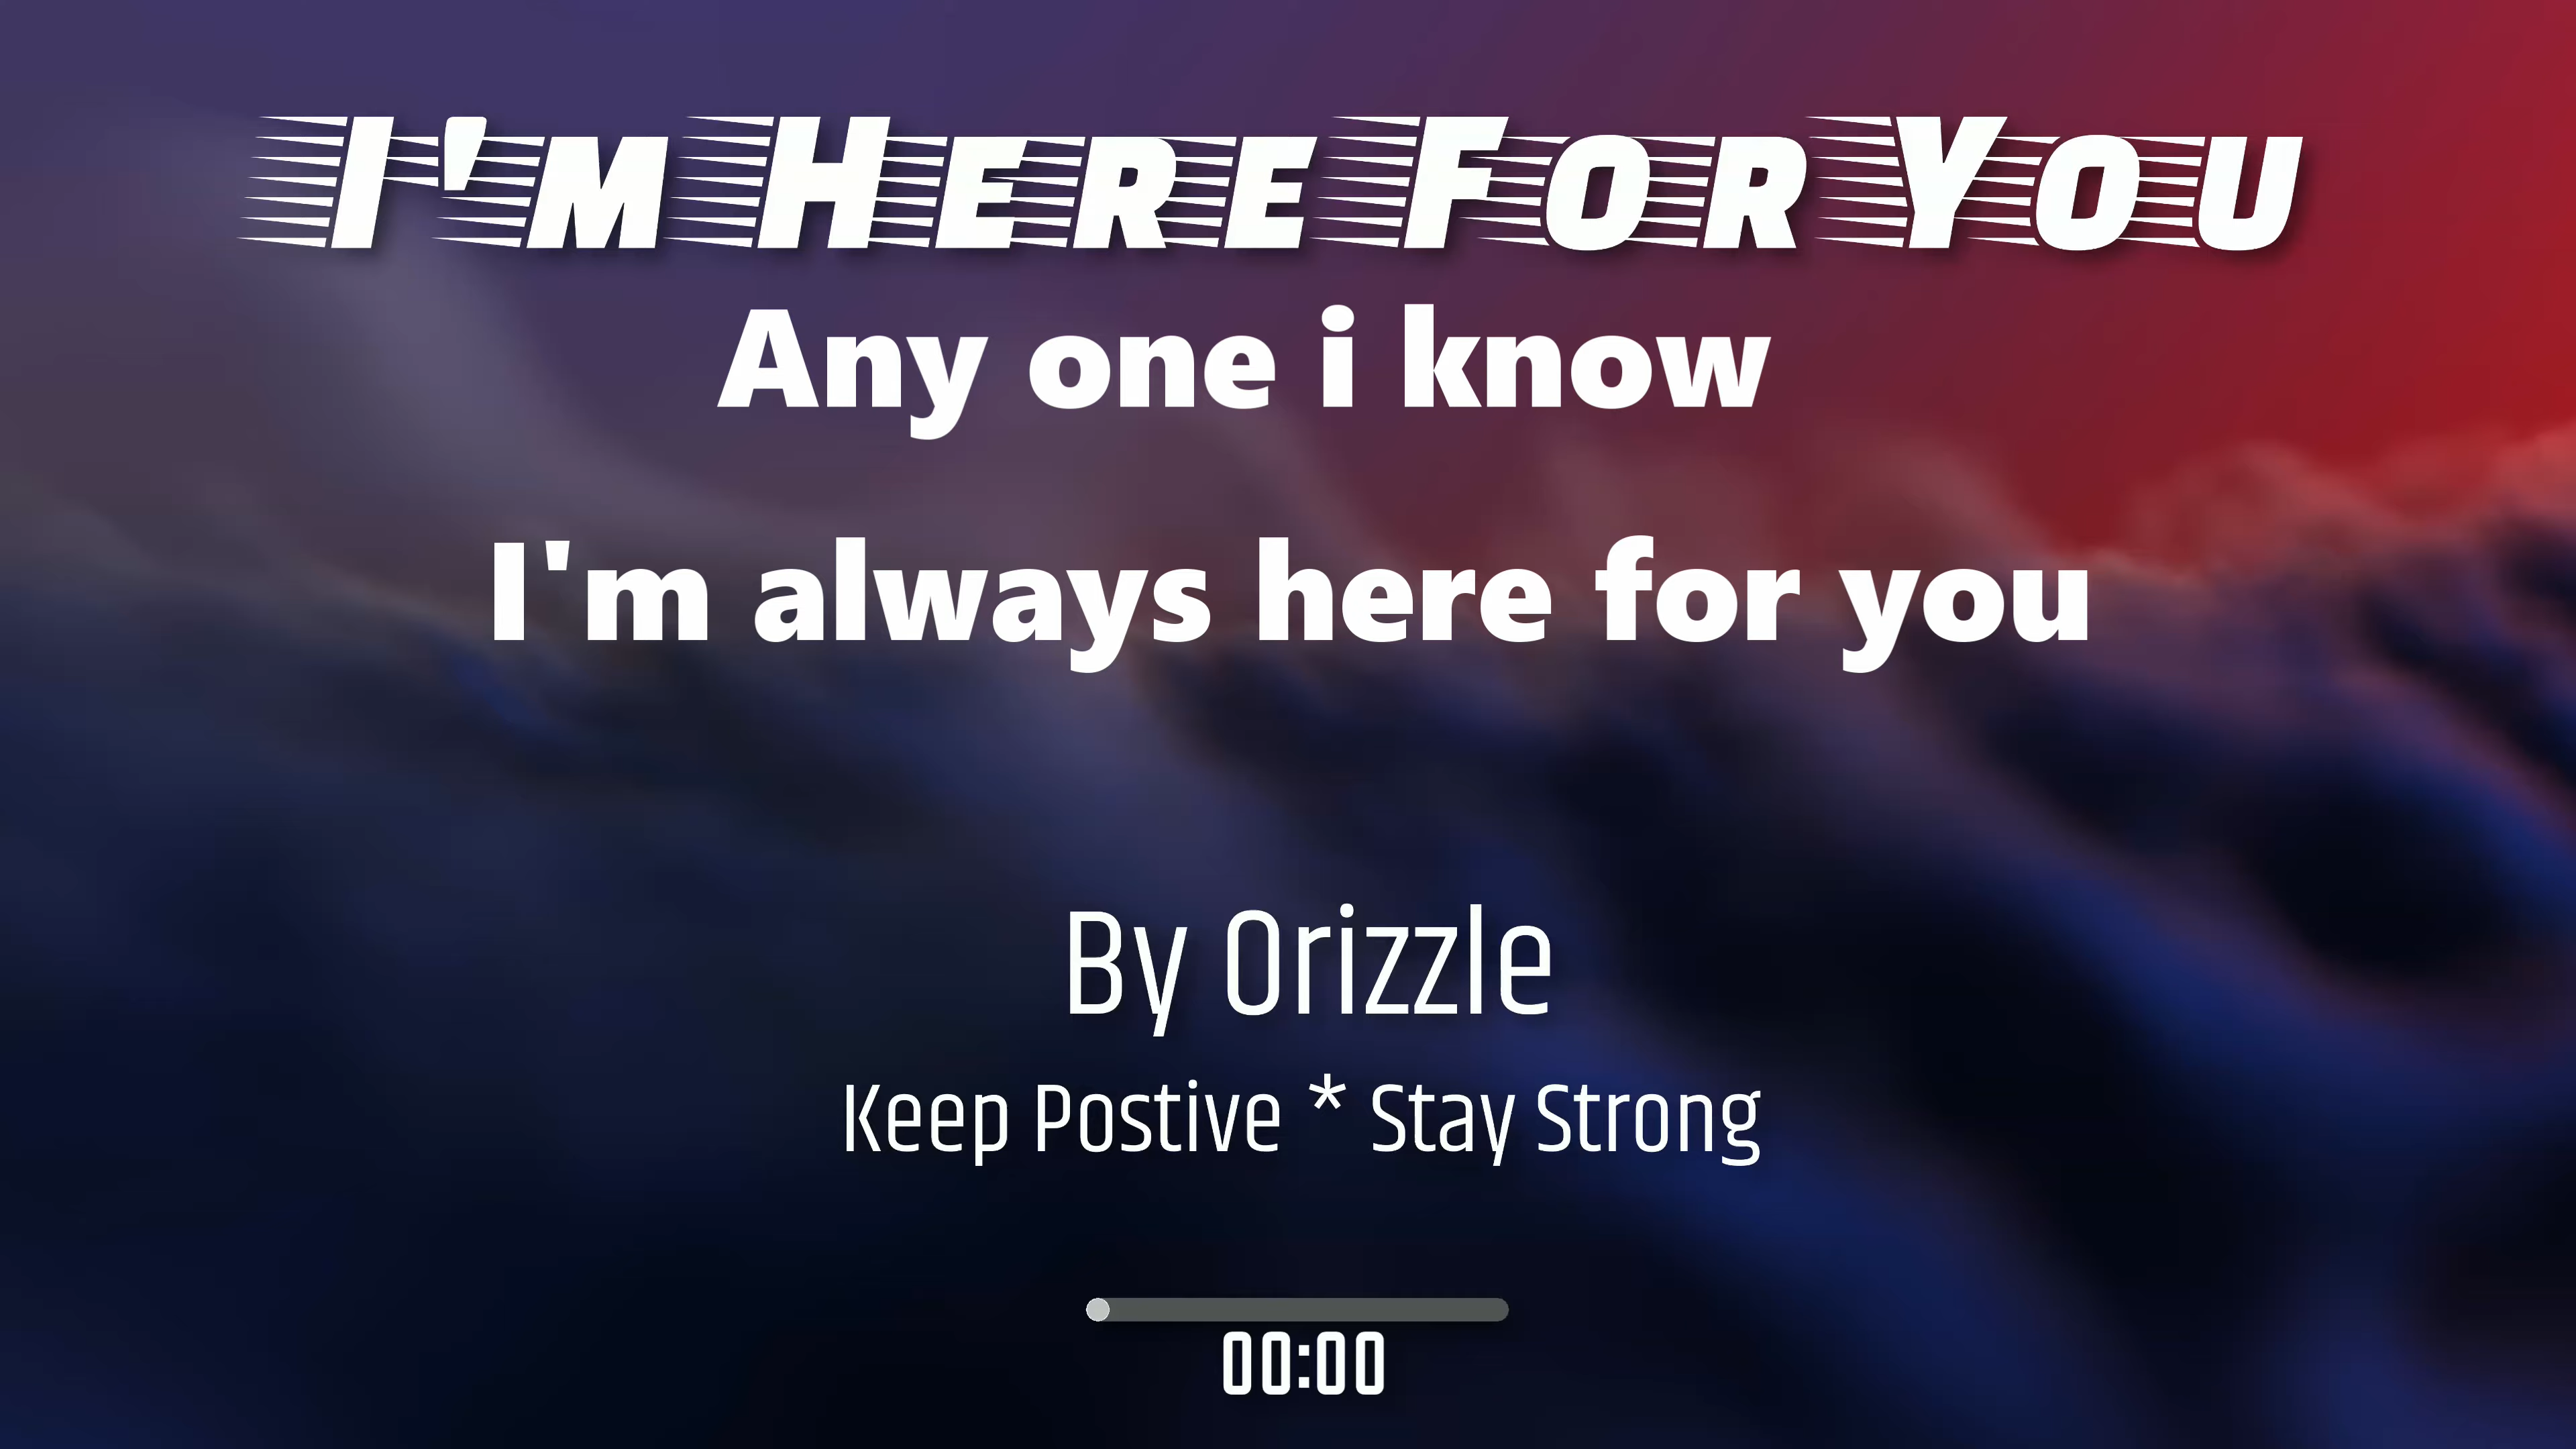 I'm Here For You
Any one i know
I'm always here for you
By Orizzle
Keep Postive * Stay Strong
00:00